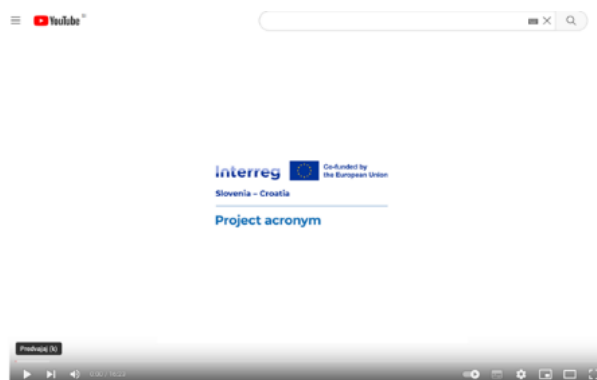 YouTube
Interreg
Co-funded by
the European Union
Slovenia – Croatia
Project acronym
Predvajaj (k)